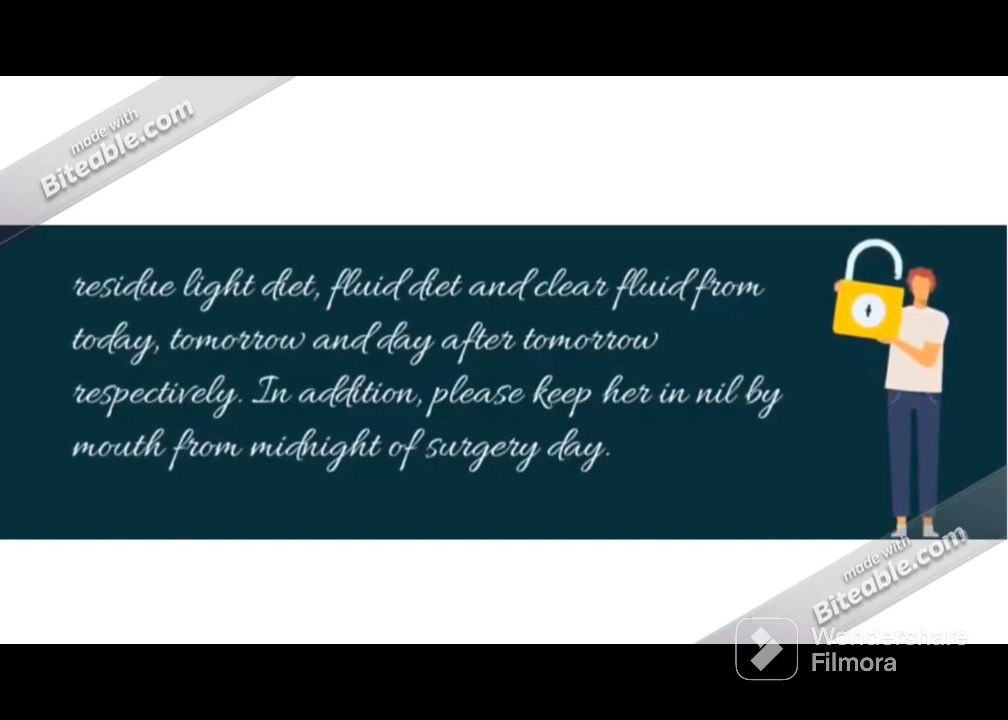 made with
Biteable.com
residue light diet, fluid diet and clear fluid from
today, tomorrow and day after tomorrow
respectively. In addition, please keep her in nil by
mouth from midnight of surgery day.
made with
Biteable.com
Wondershare
Filmora